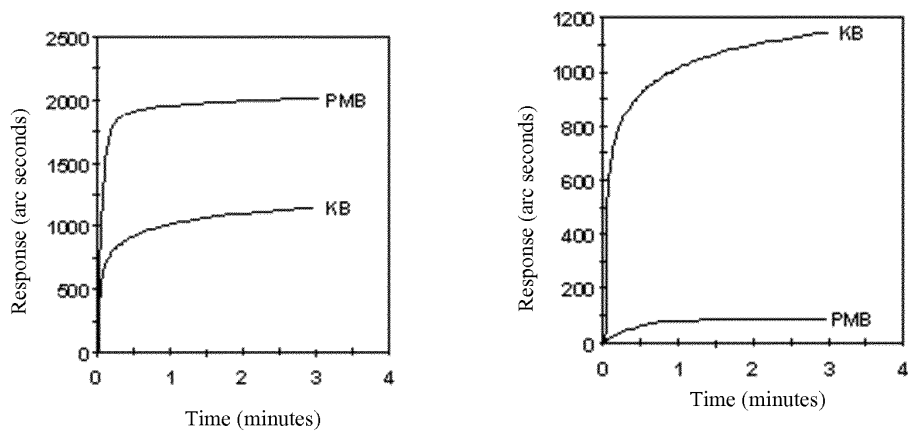 2500
2000
1500
1000
500
0
0 1 2 3 4
Response (arc seconds)
Time (minutes)
PMB
KB
1200
1000
800
600
400
200
0
0 1 2 3 4
Response (arc seconds)
Time (minutes)
KB
PMB